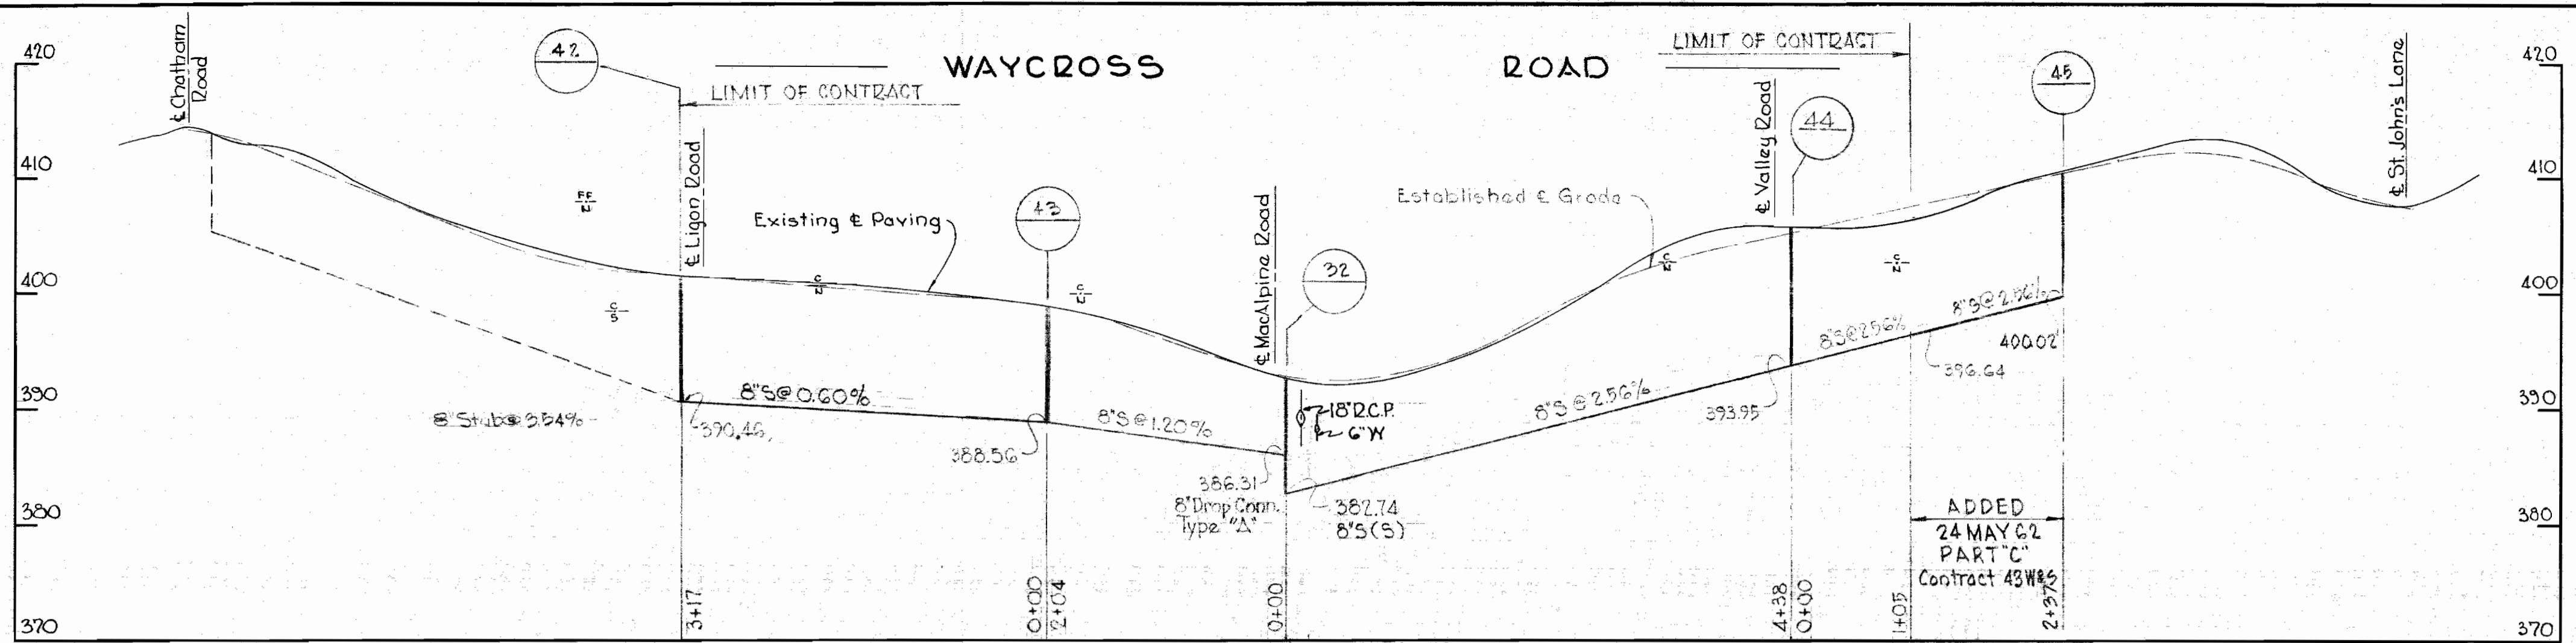 WAYCROSS ROAD
420
410
400
390
380
370
℄ Chatham
Road
42
LIMIT OF CONTRACT
℄ Ligon Road
FF
N
C
S
Existing ℄ Paving
C
N
43
C
N
℄ MacAlpine Road
32
Established ℄ Grade
C
N
LIMIT OF CONTRACT
℄ Valley Road
44
45
C
N
℄ St. John's Lane
420
410
400
390
380
370
8" Stub @ 3.54%
390.46
8"S @ 0.60%
388.56
8"S @ 1.20%
386.31
8" Drop Conn.
Type "A"
18" R.C.P.
6" W
382.74
8"S (S)
8"S @ 2.56%
393.95
8"S @ 2.56%
8"S @ 2.56%
400.02
396.64
ADDED
24 MAY 62
PART "C"
Contract 43 W&S
3+17
0+00
2+04
0+00
4+38
0+00
1+05